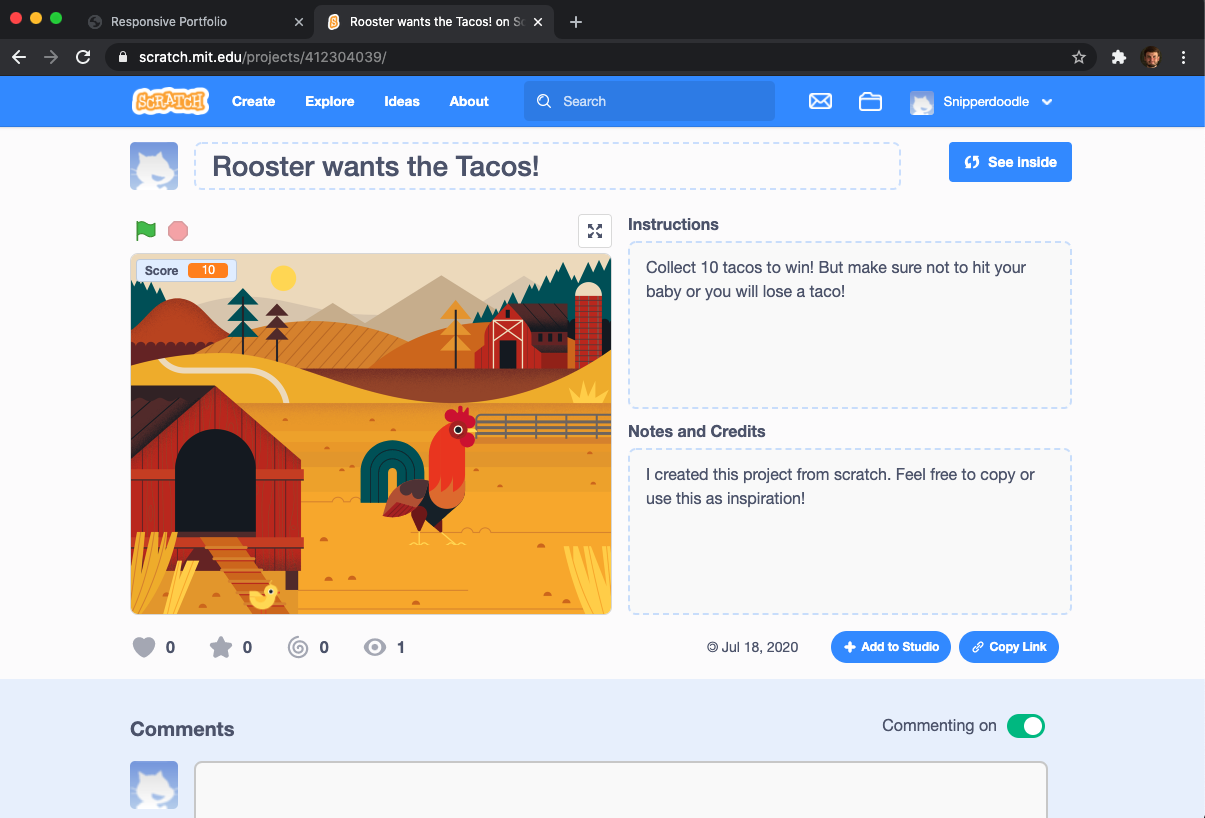 Responsive Portfolio
Rooster wants the Tacos! on Sc
scratch.mit.edu/projects/412304039/
SCRATCH Create Explore Ideas About Search Snipperdoodle
Rooster wants the Tacos!
See inside
Instructions
Score 10
Collect 10 tacos to win! But make sure not to hit your
baby or you will lose a taco!
Notes and Credits
I created this project from scratch. Feel free to copy or
use this as inspiration!
0 0 0 1 © Jul 18, 2020 Add to Studio Copy Link
Comments Commenting on